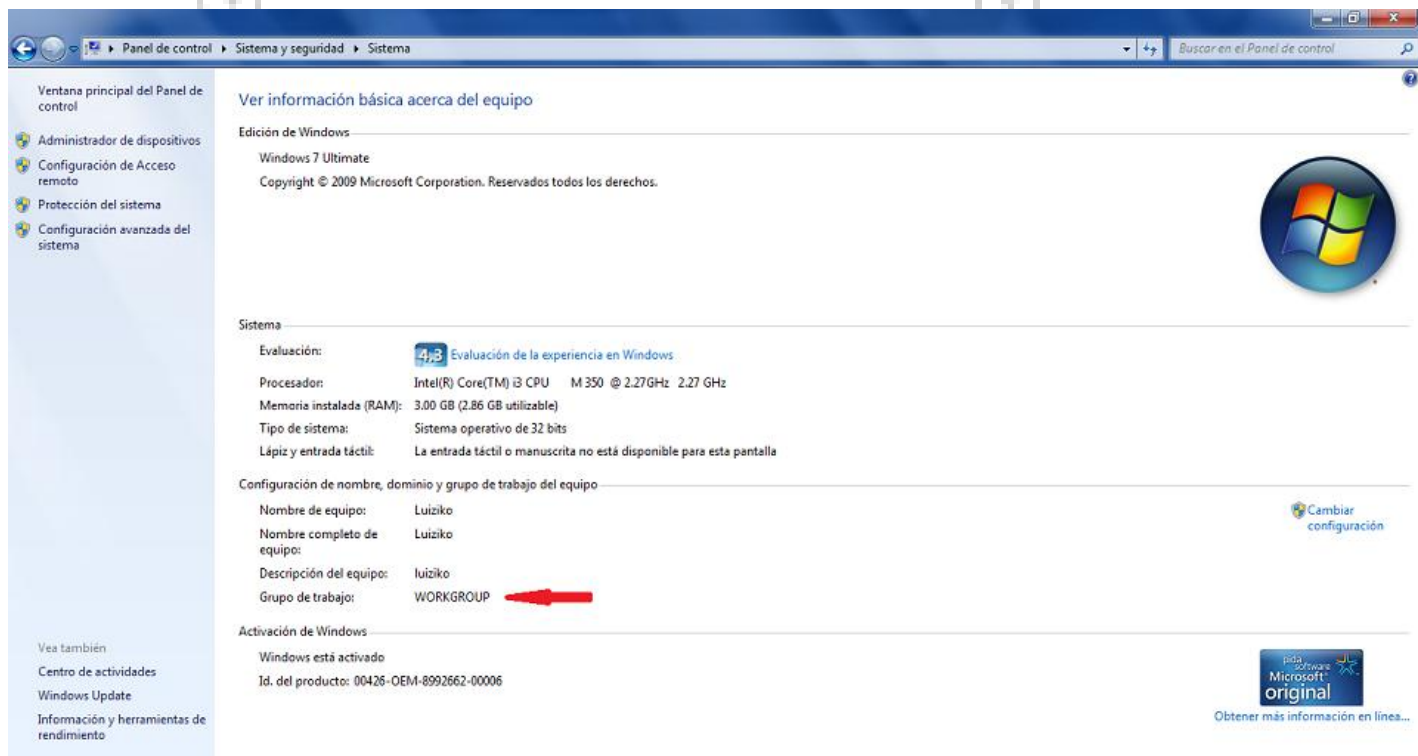 Panel de control ▸ Sistema y seguridad ▸ Sistema
Buscar en el Panel de control
Ventana principal del Panel de
control
Administrador de dispositivos
Configuración de Acceso
remoto
Protección del sistema
Configuración avanzada del
sistema
Vea también
Centro de actividades
Windows Update
Información y herramientas de
rendimiento
Ver información básica acerca del equipo
Edición de Windows
Windows 7 Ultimate
Copyright © 2009 Microsoft Corporation. Reservados todos los derechos.
Sistema
Evaluación: 4,3 Evaluación de la experiencia en Windows
Procesador: Intel(R) Core(TM) i3 CPU M 350 @ 2.27GHz 2.27 GHz
Memoria instalada (RAM): 3.00 GB (2.86 GB utilizable)
Tipo de sistema: Sistema operativo de 32 bits
Lápiz y entrada táctil: La entrada táctil o manuscrita no está disponible para esta pantalla
Configuración de nombre, dominio y grupo de trabajo del equipo
Nombre de equipo: Luiziko
Cambiar
configuración
Nombre completo de
equipo: Luiziko
Descripción del equipo: luiziko
Grupo de trabajo: WORKGROUP
Activación de Windows
Windows está activado
Id. del producto: 00426-OEM-8992662-00006
pida
software
Microsoft
original
Obtener más información en línea...